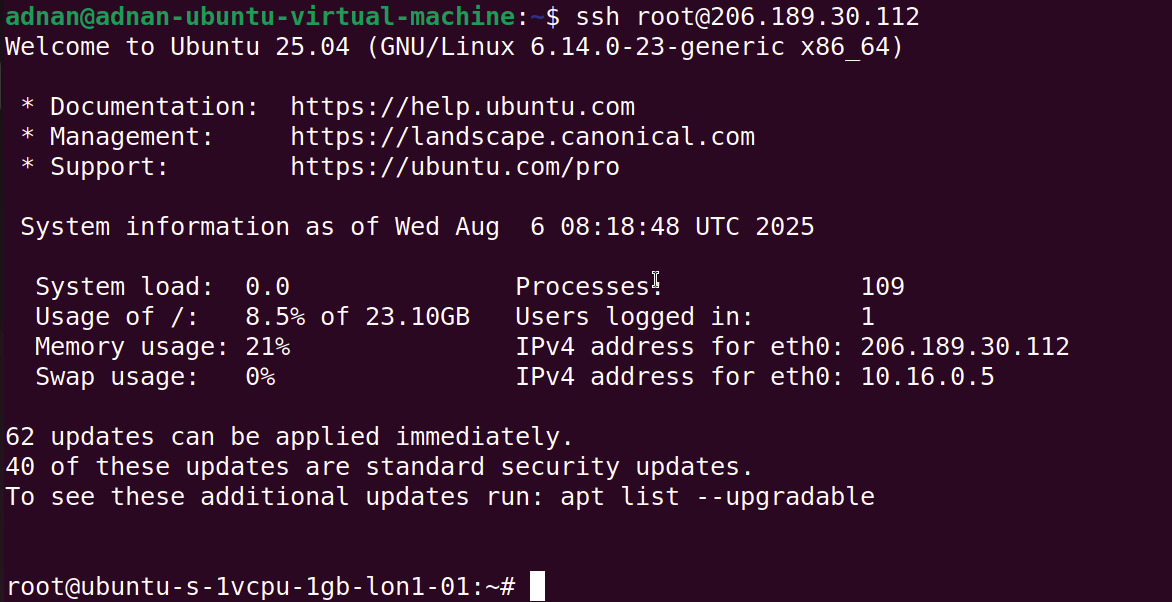 adnan@adnan-ubuntu-virtual-machine:~$ ssh root@206.189.30.112
Welcome to Ubuntu 25.04 (GNU/Linux 6.14.0-23-generic x86_64)

 * Documentation:  https://help.ubuntu.com
 * Management:     https://landscape.canonical.com
 * Support:        https://ubuntu.com/pro

 System information as of Wed Aug  6 08:18:48 UTC 2025

  System load:  0.0               Processes:             109
  Usage of /:   8.5% of 23.10GB   Users logged in:       1
  Memory usage: 21%               IPv4 address for eth0: 206.189.30.112
  Swap usage:   0%                IPv4 address for eth0: 10.16.0.5

62 updates can be applied immediately.
40 of these updates are standard security updates.
To see these additional updates run: apt list --upgradable


root@ubuntu-s-1vcpu-1gb-lon1-01:~#